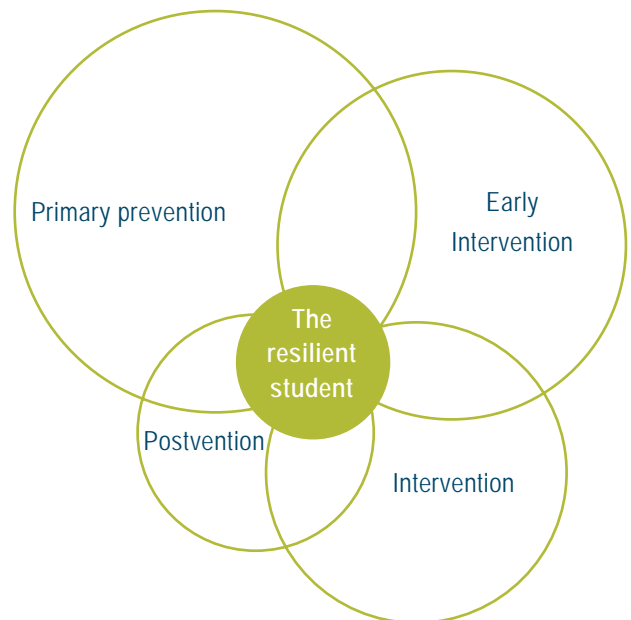 Primary prevention
Early
Intervention
The
resilient
student
Postvention
Intervention